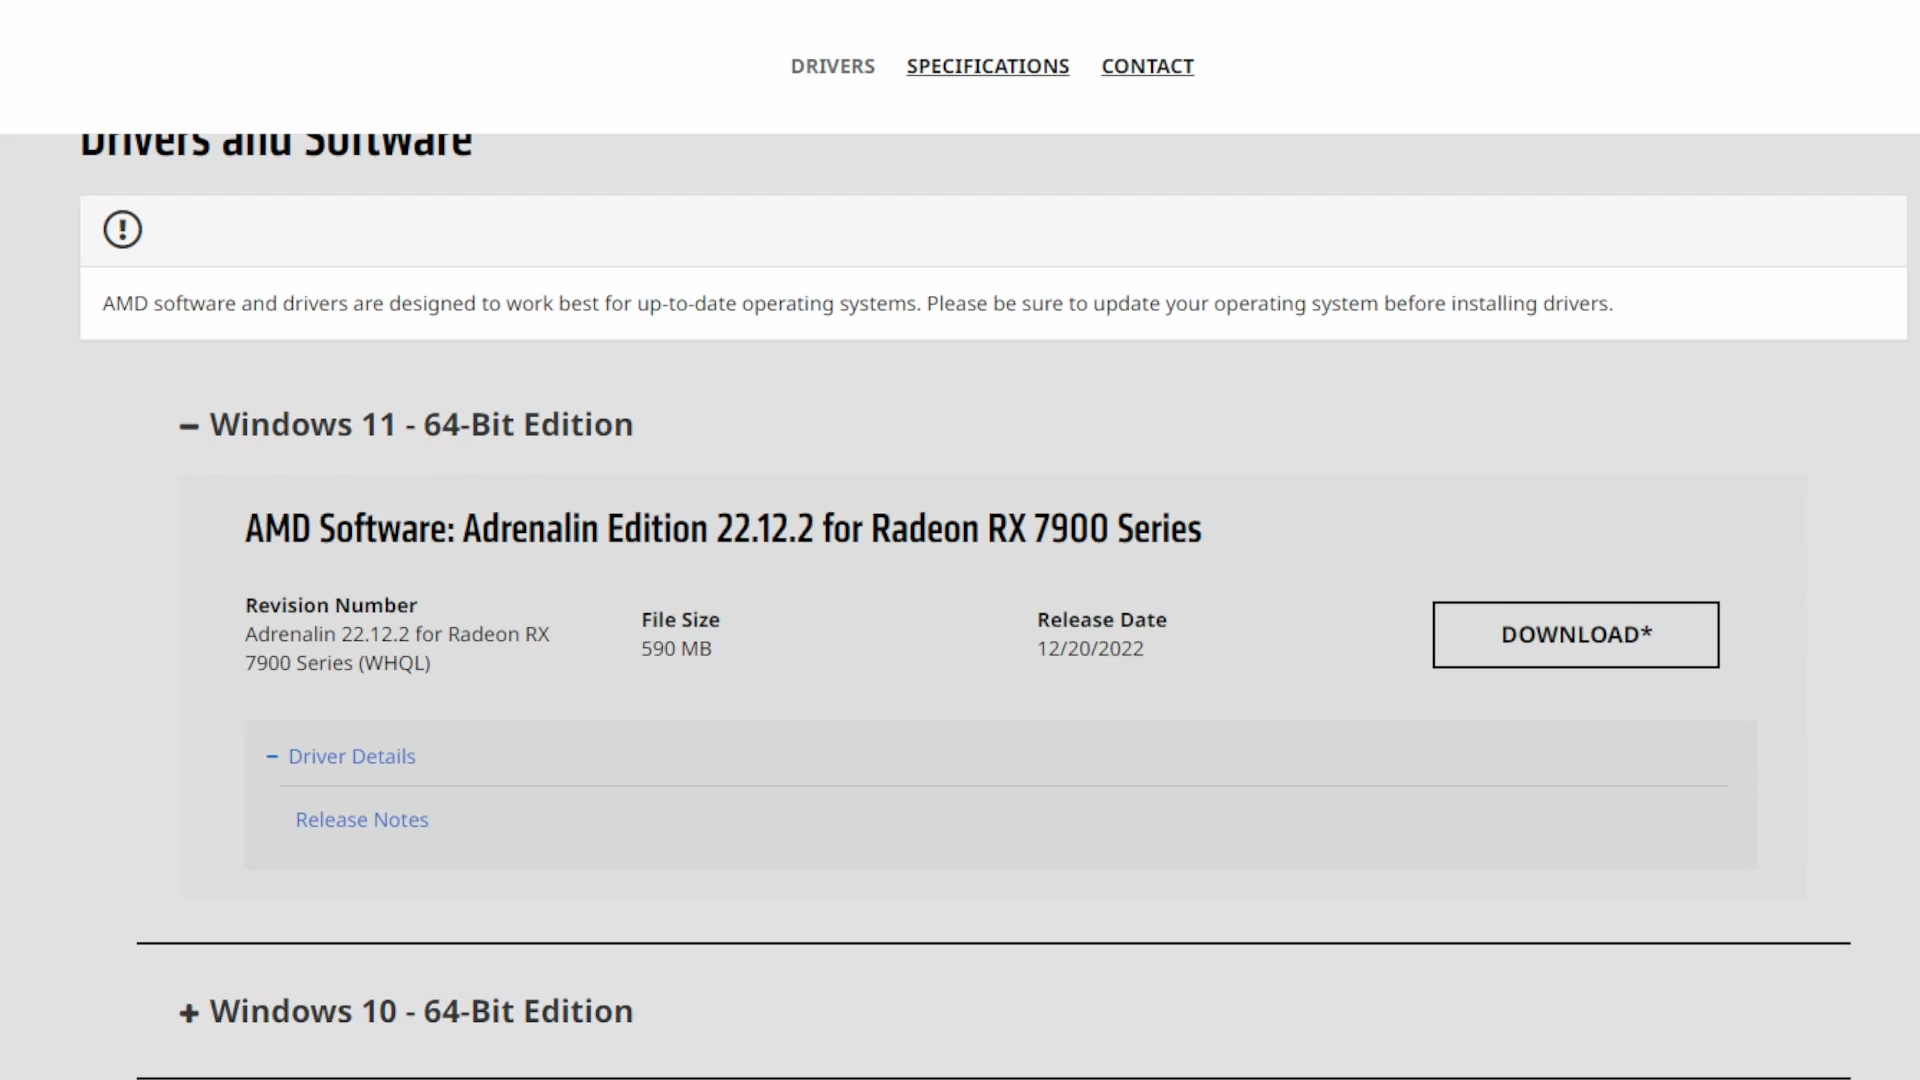 DRIVERS SPECIFICATIONS CONTACT
Drivers and Software
AMD software and drivers are designed to work best for up-to-date operating systems. Please be sure to update your operating system before installing drivers.
– Windows 11 - 64-Bit Edition
AMD Software: Adrenalin Edition 22.12.2 for Radeon RX 7900 Series
Revision Number
Adrenalin 22.12.2 for Radeon RX
7900 Series (WHQL)
File Size
590 MB
Release Date
12/20/2022
DOWNLOAD*
– Driver Details
Release Notes
+ Windows 10 - 64-Bit Edition